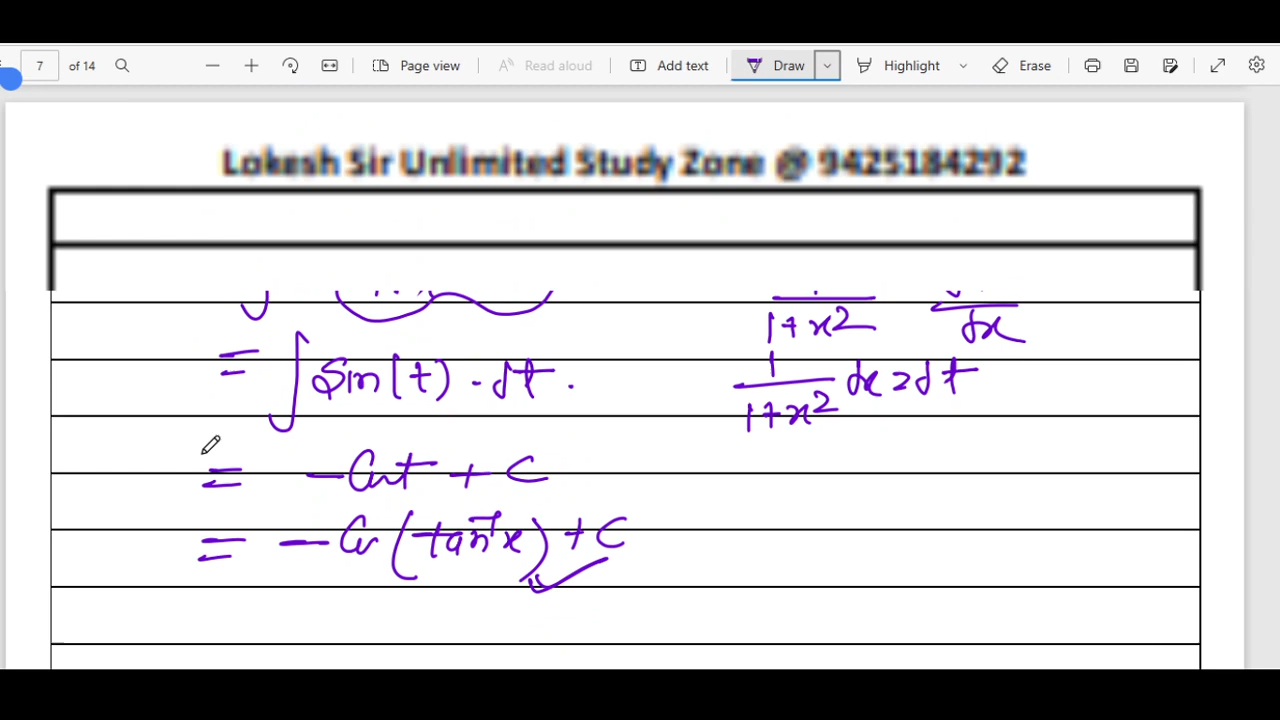 7 of 14 Page view Read aloud Add text Draw Highlight Erase
Lokesh Sir Unlimited Study Zone @ 9425184292
1+x² dx
= ∫ Sin(t) · dt .
1/1+x² dx = dt
= - Cos t + C
= - Cos (tan⁻¹x) + C